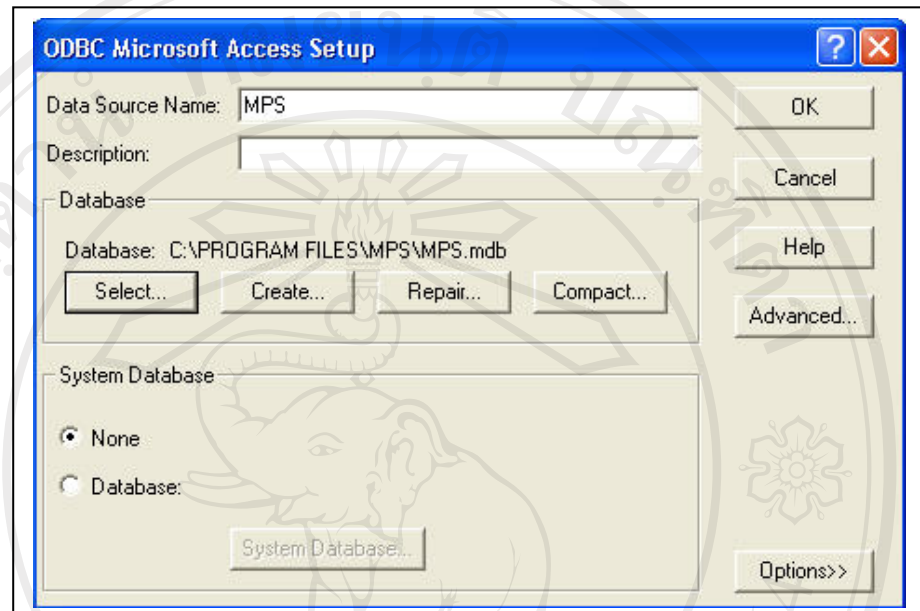 ODBC Microsoft Access Setup
Data Source Name: MPS
OK
Description:
Cancel
Database
Database: C:\PROGRAM FILES\MPS\MPS.mdb
Help
Select... Create... Repair... Compact...
Advanced...
System Database
None
Database:
System Database...
Options>>